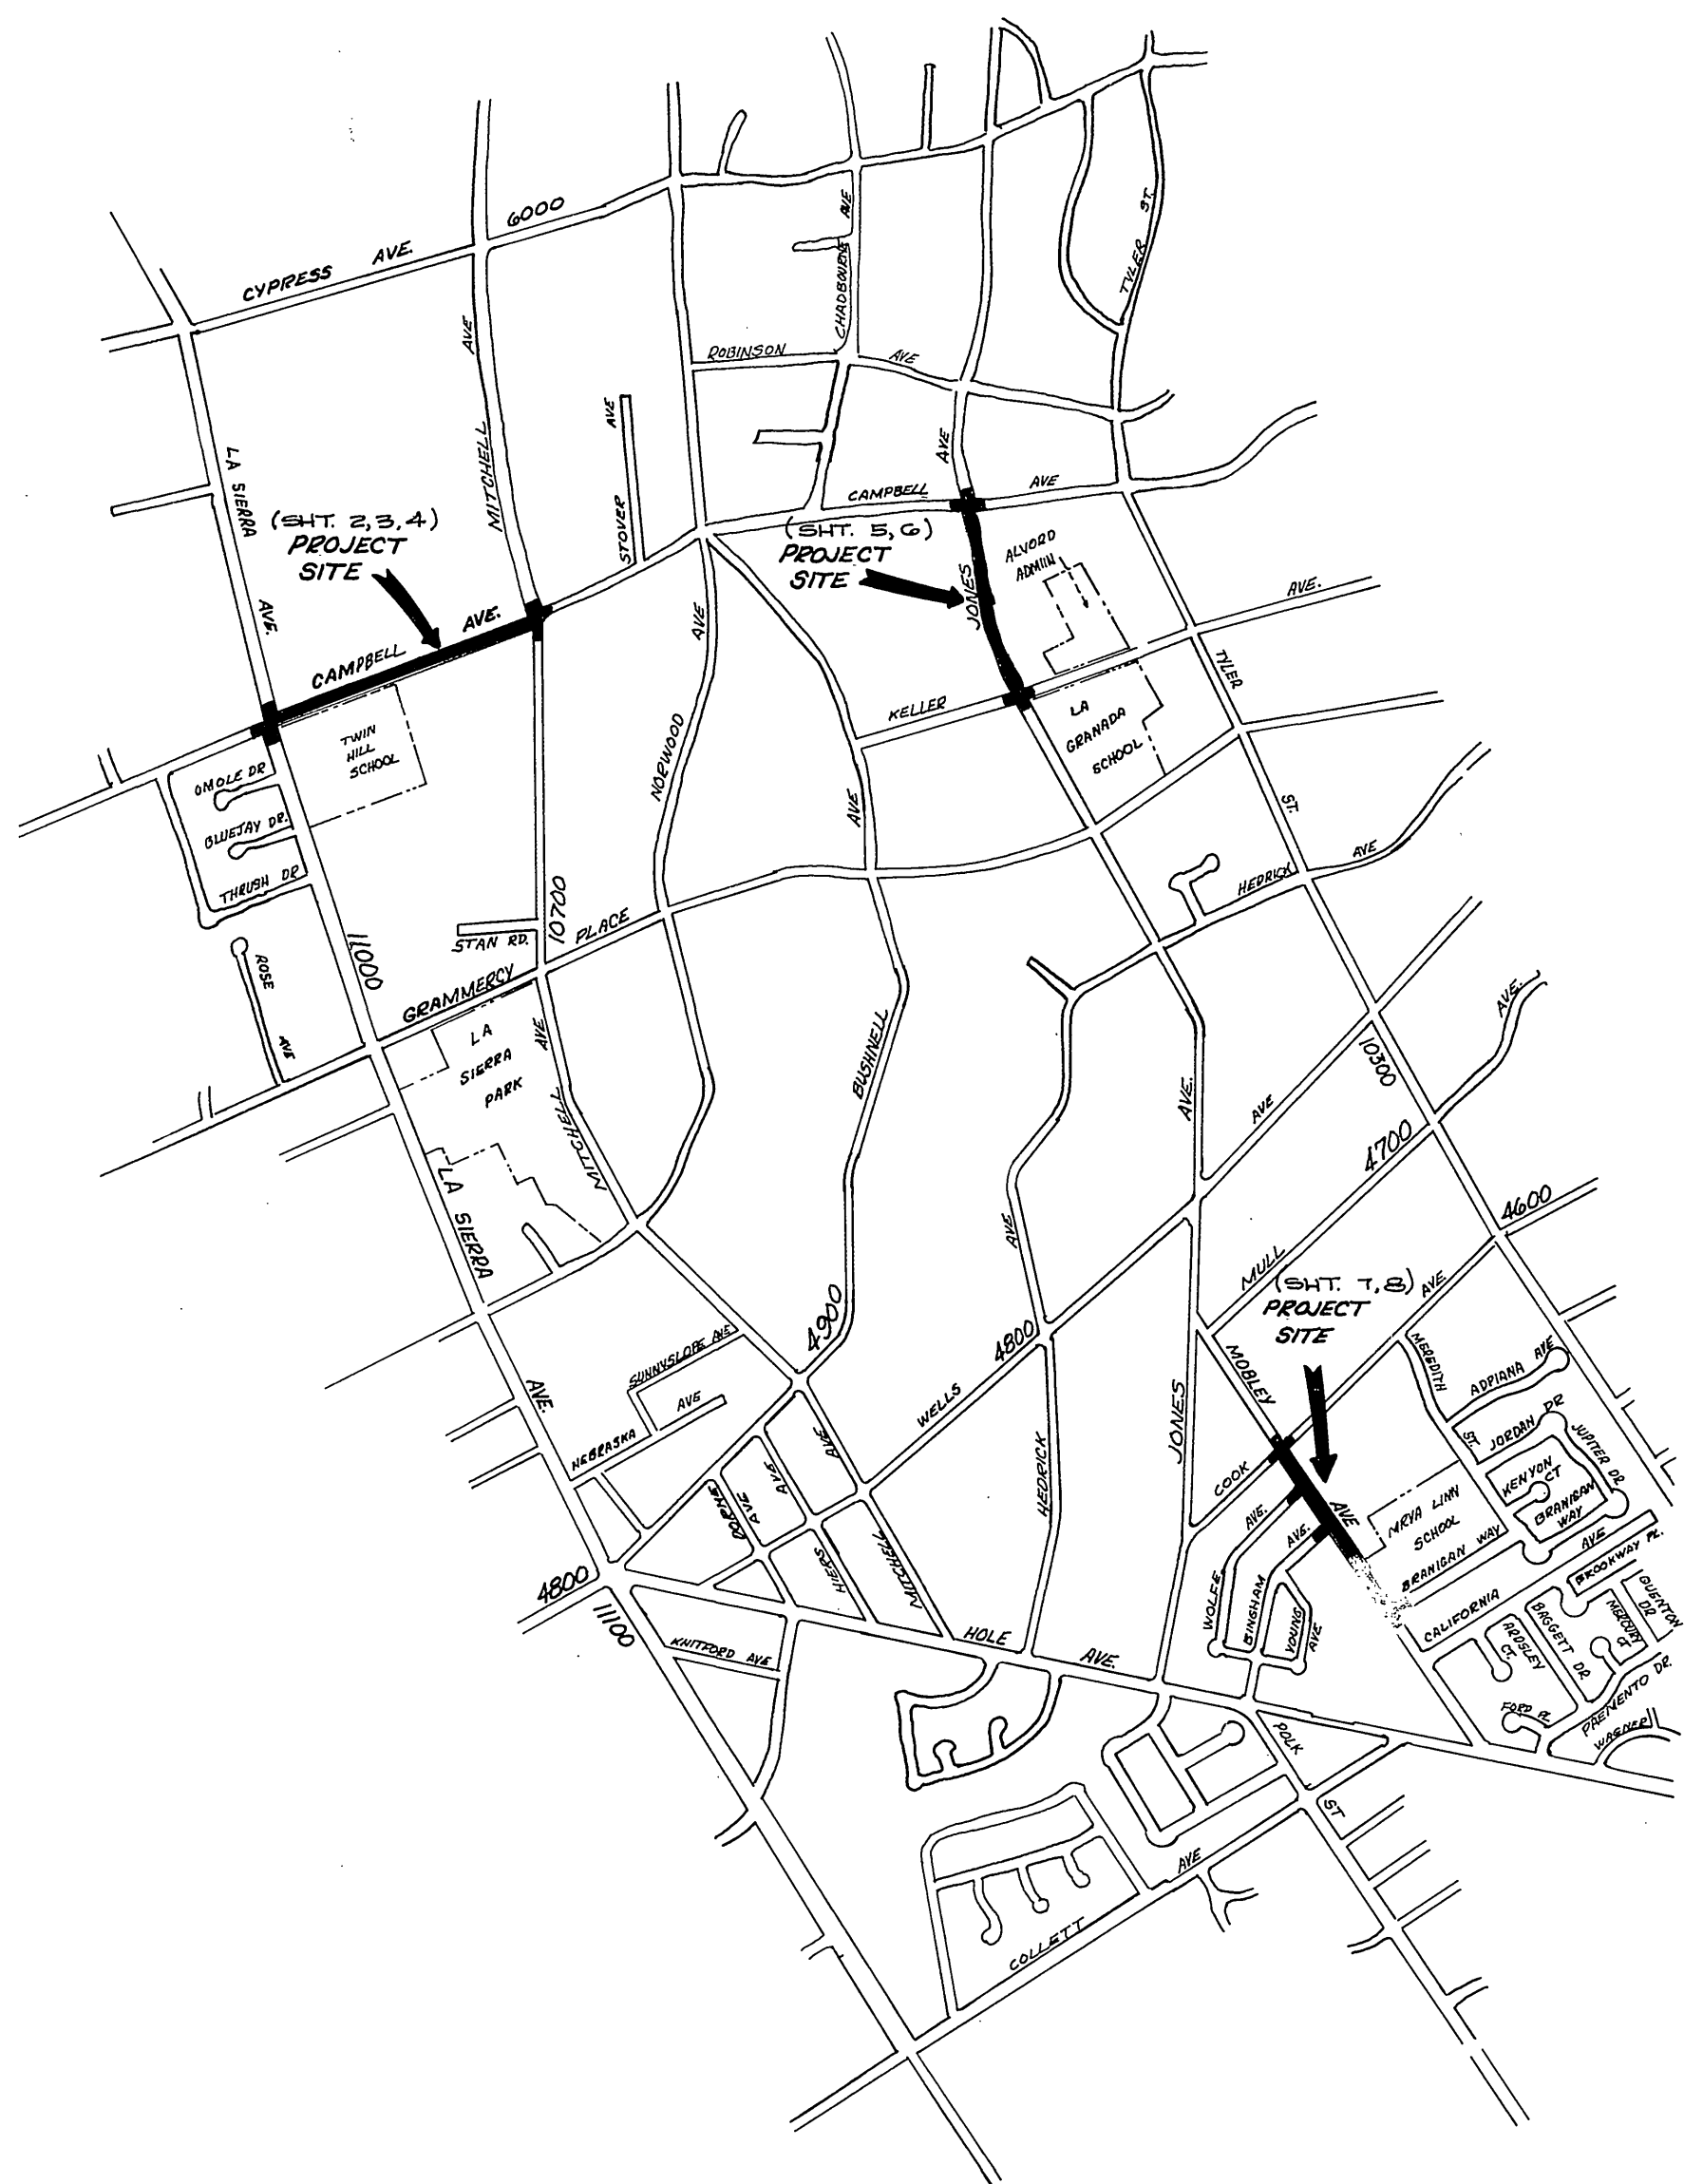 6000
CYPRESS AVE.
AVE
CHADBOURNE
TYLER ST.
AVE
MITCHELL
ROBINSON AVE
AVE
STOVER
AVE
LA SIERRA
AVE.
(SHT. 2,3,4)
PROJECT
SITE
CAMPBELL AVE
(SHT. 5,6)
PROJECT
SITE
JONES
ALVORD
ADMIN
CAMPBELL AVE.
AVE
NORWOOD
AVE.
TYLER
ST.
KELLER
LA
GRANADA
SCHOOL
TWIN
HILL
SCHOOL
OMOLE DR
BLUEJAY DR.
THRUSH DR
AVE
HEDRICK AVE
ROSE
AVE
11000
STAN RD.
10700
GRAMMERCY PLACE
LA
SIERRA
PARK
AVE
MITCHELL
BUSHNELL
AVE.
AVE
10300
AVE.
4700
4600
LA SIERRA
AVE.
AVE
MULL
AVE
(SHT. 7,8)
PROJECT
SITE
4900
4800
SUNNYSLOPE AVE
NEBRASKA AVE
WELLS
HEDRICK
JONES
MOBLEY
AVE
COOK
MEREDITH
ST.
ADRIANA AVE
JORDAN DR
JUPITER DR
KENYON
CT
BRANIGAN
WAY
MRYA LINN
SCHOOL
BRANIGAN WAY
AVE
AVE
AVE
HIERS
MITCHELL
4800
11100
KNITFORD AVE
HOLE AVE.
AVE.
AVE.
WOLFE
BINGHAM
YOUNG
AVE
CALIFORNIA AVE
BROOKWAY PL.
QUENTON
DR
MERCURY
CT
BAGGETT DR
ARDSLEY
CT.
FORD PL
PAEMENTO DR.
WAGNER
POLK
ST
COLLETT AVE